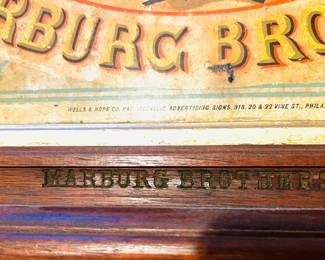 ARBURG BRO
WELLS & HOPE CO. PAT. METALLIC ADVERTISING SIGNS, 918, 20 & 22 VINE ST., PHILA
MARBURG BROTHERS